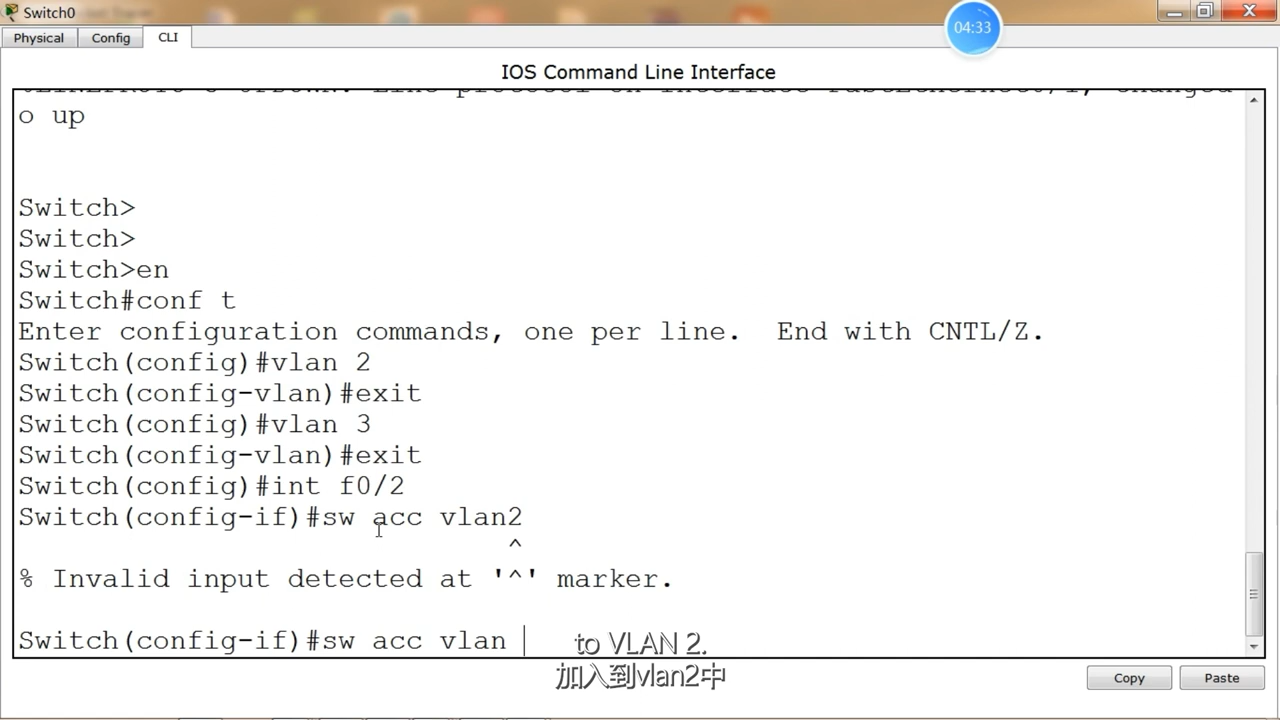 Switch0
04:33
Physical Config CLI
IOS Command Line Interface
o up
Switch>
Switch>
Switch>en
Switch#conf t
Enter configuration commands, one per line.  End with CNTL/Z.
Switch(config)#vlan 2
Switch(config-vlan)#exit
Switch(config)#vlan 3
Switch(config-vlan)#exit
Switch(config)#int f0/2
Switch(config-if)#sw acc vlan2
^
% Invalid input detected at '^' marker.
Switch(config-if)#sw acc vlan
to VLAN 2.
加入到vlan2中
Copy Paste